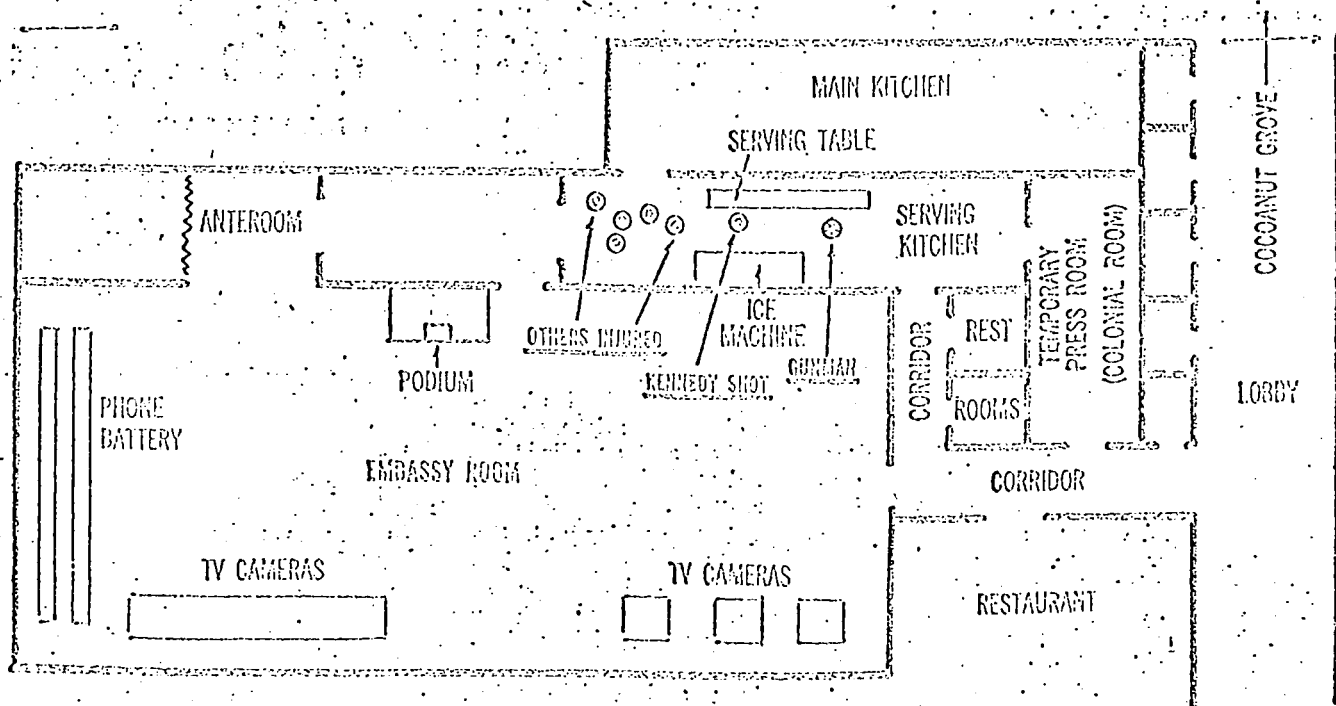 MAIN KITCHEN
SERVING TABLE
COCOANUT GROVE
ANTEROOM
SERVING
KITCHEN
TEMPORARY
PRESS ROOM
(COLONIAL ROOM)
OTHERS INJURED
ICE
MACHINE
KENNEDY SHOT
GUNMAN
CORRIDOR
REST
ROOMS
PODIUM
LOBBY
PHONE
BATTERY
EMBASSY ROOM
CORRIDOR
TV CAMERAS
TV CAMERAS
RESTAURANT